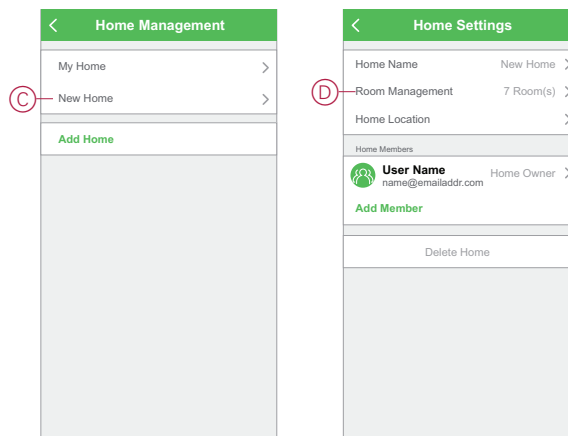 Home Management
My Home
C New Home
Add Home
Home Settings
Home Name New Home
D Room Management 7 Room(s)
Home Location
Home Members
User Name
name@emailaddr.com
Home Owner
Add Member
Delete Home